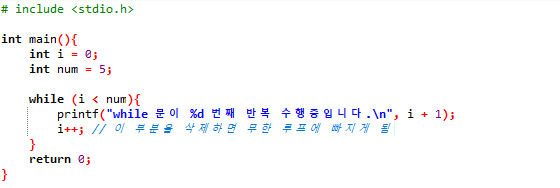 # include <stdio.h>
int main(){
int i = 0;
int num = 5;
while (i < num){
printf("while 문이 %d 번째 반복 수행중입니다.\n", i + 1);
i++; // 이 부분을 삭제하면 무한 루프에 빠지게 됨
}
return 0;
}